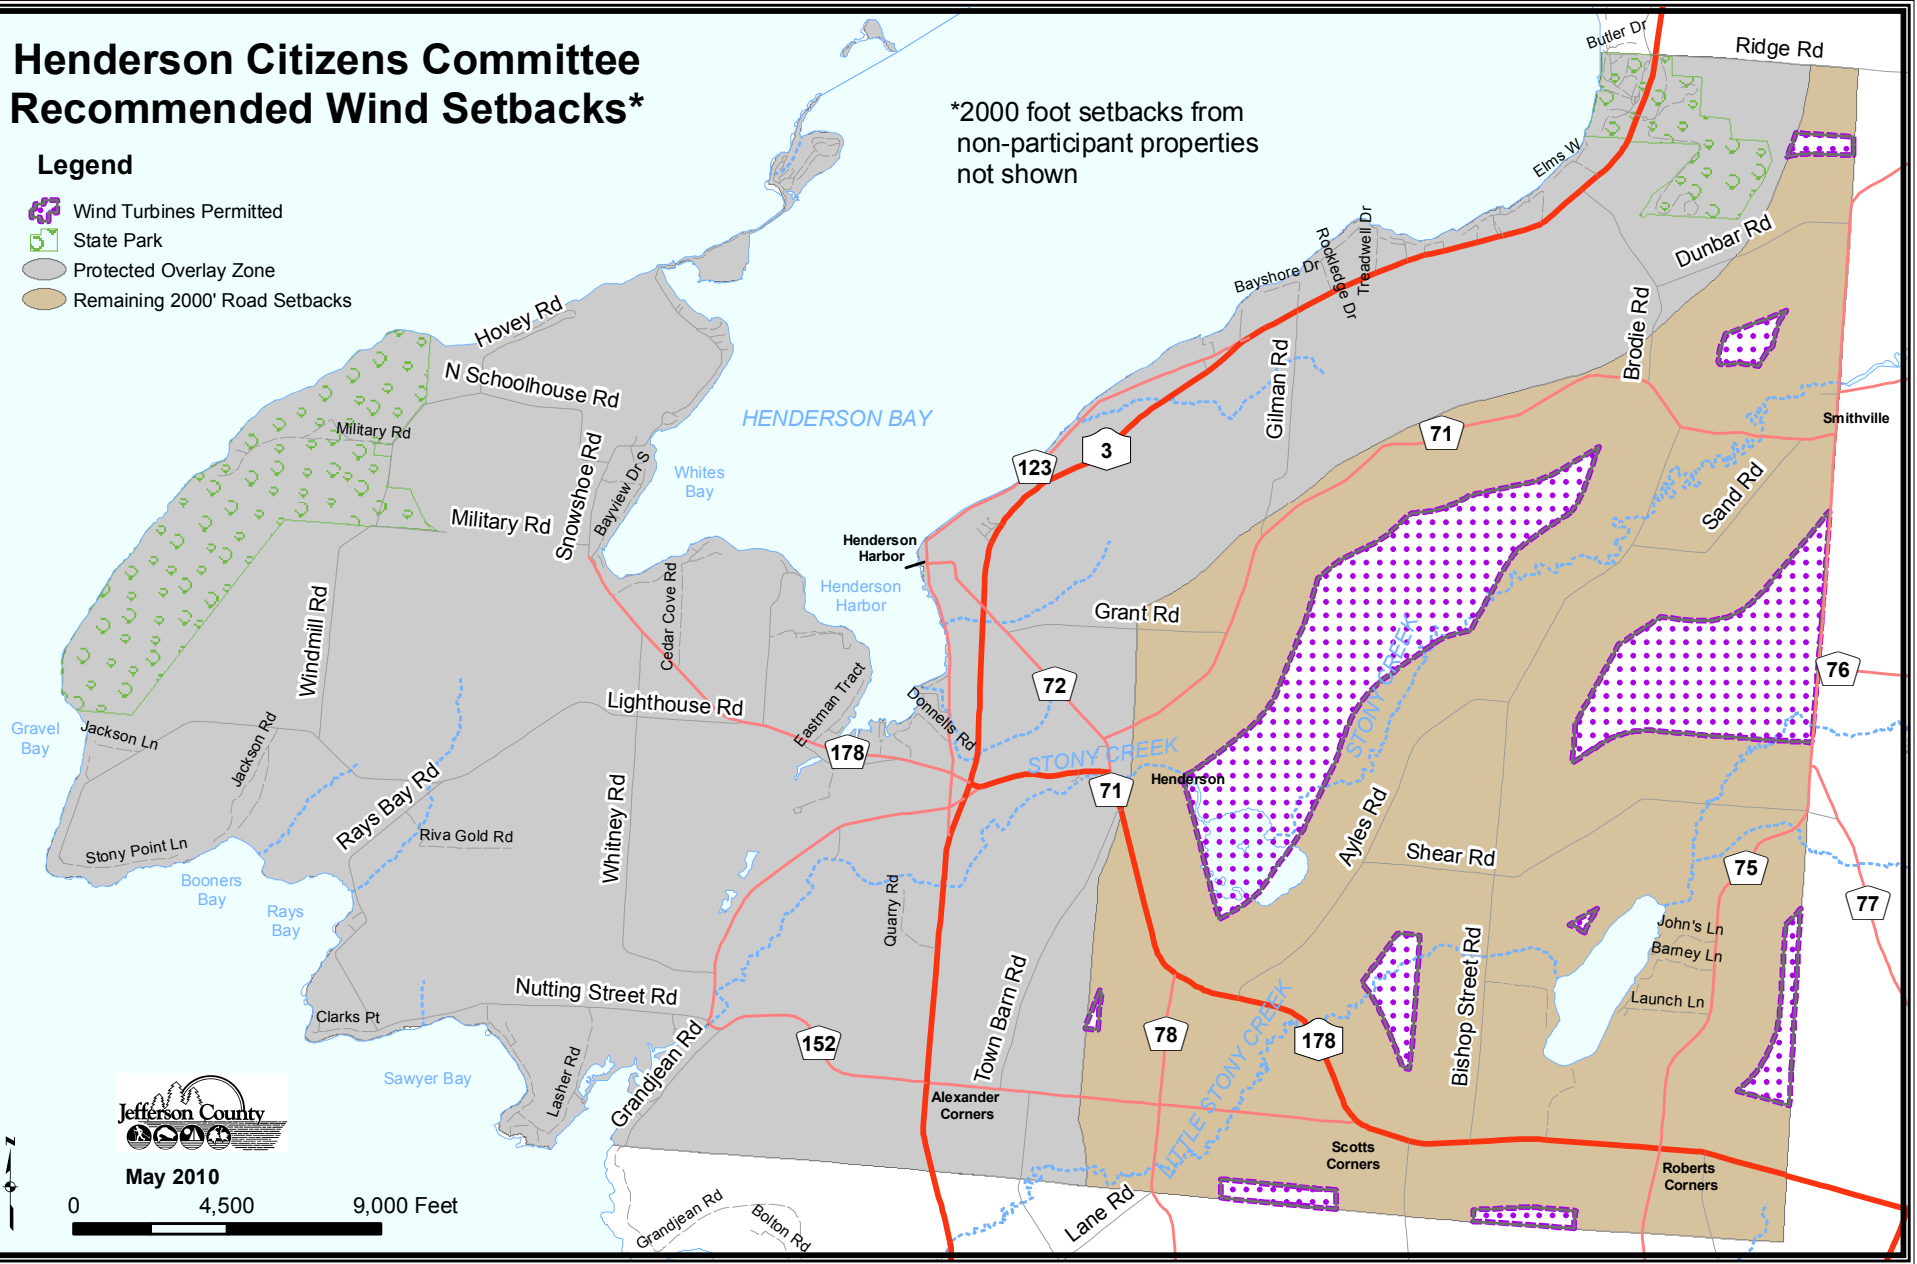 Henderson Citizens Committee
Recommended Wind Setbacks*
*2000 foot setbacks from
non-participant properties
not shown
Legend
Wind Turbines Permitted
State Park
Protected Overlay Zone
Remaining 2000' Road Setbacks
Butler Dr
Ridge Rd
Elms W
Dunbar Rd
Treadwell Dr
Rockledge Dr
Bayshore Dr
Brodie Rd
Gilman Rd
Hovey Rd
N Schoolhouse Rd
Military Rd
HENDERSON BAY
Smithville
71
3
123
Snowshoe Rd
Bayview Dr S
Whites
Bay
Sand Rd
Military Rd
Henderson
Harbor
Henderson
Harbor
Cedar Cove Rd
Windmill Rd
Grant Rd
STONY CREEK
76
72
Lighthouse Rd
Eastman Tract
Donnells Rd
178
Gravel
Bay
Jackson Ln
Jackson Rd
STONY CREEK
Henderson
71
Rays Bay Rd
Riva Gold Rd
Whitney Rd
Ayles Rd
Shear Rd
75
77
Stony Point Ln
Booners
Bay
Rays
Bay
Quarry Rd
John's Ln
Barney Ln
Launch Ln
Bishop Street Rd
Town Barn Rd
Nutting Street Rd
Clarks Pt
Grandjean Rd
152
78
178
LITTLE STONY CREEK
Sawyer Bay
Lasher Rd
Alexander
Corners
Scotts
Corners
Roberts
Corners
Jefferson County
May 2010
Z
0 4,500 9,000 Feet
Grandjean Rd
Bolton Rd
Lane Rd